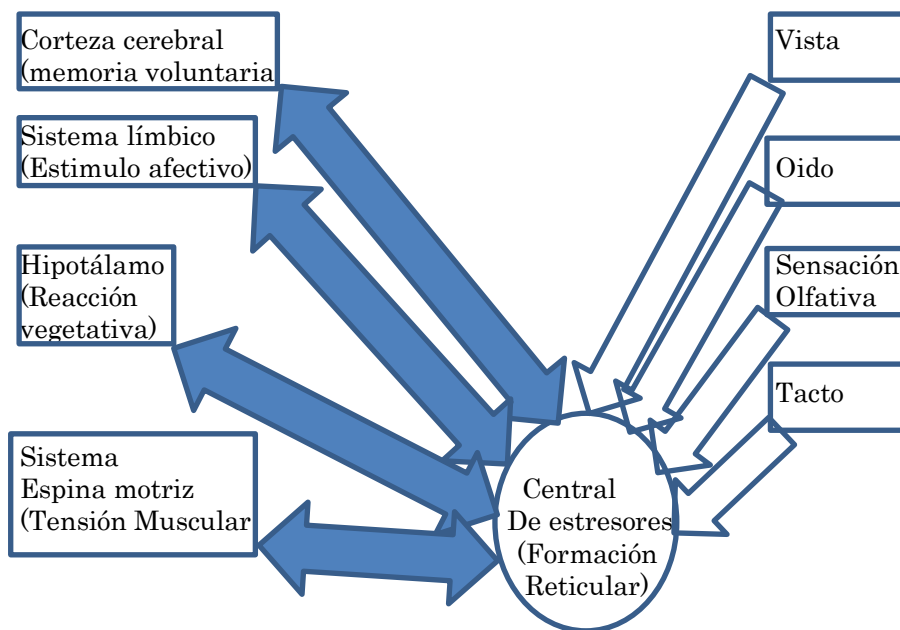 Corteza cerebral
(memoria voluntaria
Sistema límbico
(Estimulo afectivo)
Hipotálamo
(Reacción
vegetativa)
Sistema
Espina motriz
(Tensión Muscular
Vista
Oido
Sensación
Olfativa
Tacto
Central
De estresores
(Formación
Reticular)